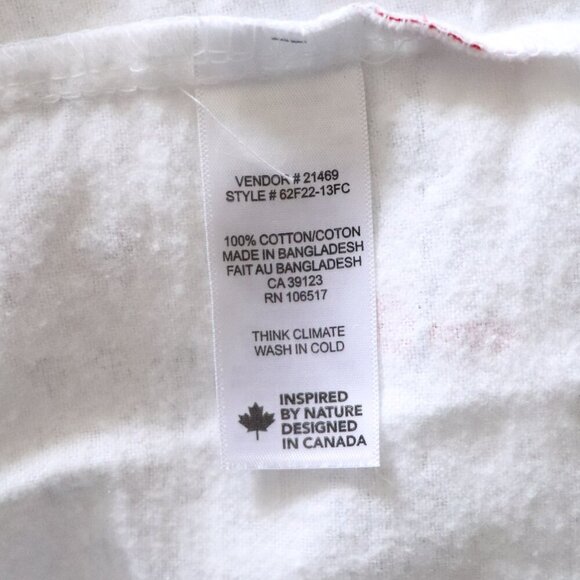 VENDOR # 21469
STYLE # 62F22-13FC
100% COTTON/COTON
MADE IN BANGLADESH
FAIT AU BANGLADESH
CA 39123
RN 106517
THINK CLIMATE
WASH IN COLD
INSPIRED
BY NATURE
DESIGNED
IN CANADA